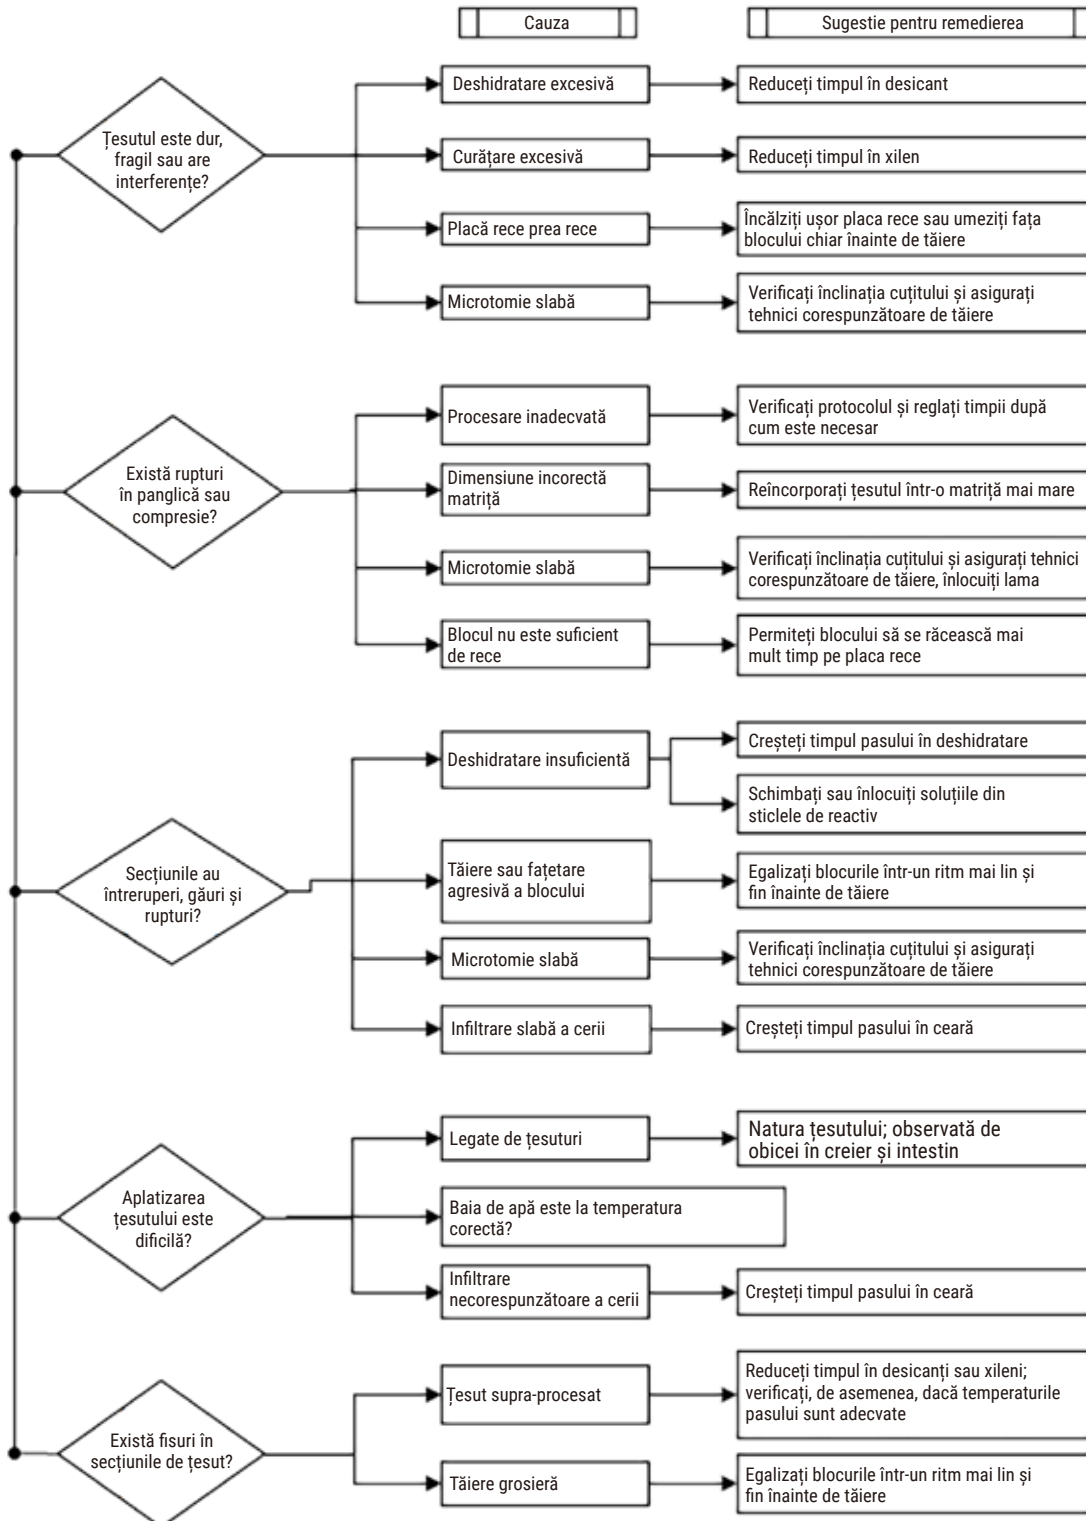 Cauza
Sugestie pentru remedierea
Țesutul este dur,
fragil sau are
interferențe?
Deshidratare excesivă
Reduceți timpul în desicant
Curățare excesivă
Reduceți timpul în xilen
Placă rece prea rece
Încălziți ușor placa rece sau umeziți fața
blocului chiar înainte de tăiere
Microtomie slabă
Verificați înclinația cuțitului și asigurați
tehnici corespunzătoare de tăiere
Există rupturi
în panglică sau
compresie?
Procesare inadecvată
Verificați protocolul și reglați timpii după
cum este necesar
Dimensiune incorectă
matriță
Reîncorporați țesutul într-o matriță mai mare
Microtomie slabă
Verificați înclinația cuțitului și asigurați tehnici
corespunzătoare de tăiere, înlocuiți lama
Blocul nu este suficient
de rece
Permiteți blocului să se răcească mai
mult timp pe placa rece
Secțiunile au
întreruperi, găuri și
rupturi?
Deshidratare insuficientă
Creșteți timpul pasului în deshidratare
Schimbați sau înlocuiți soluțiile din
sticlele de reactiv
Tăiere sau fațetare
agresivă a blocului
Egalizați blocurile într-un ritm mai lin și
fin înainte de tăiere
Microtomie slabă
Verificați înclinația cuțitului și asigurați
tehnici corespunzătoare de tăiere
Infiltrare slabă a cerii
Creșteți timpul pasului în ceară
Aplatizarea
țesutului este
dificilă?
Legate de țesuturi
Natura țesutului; observată de
obicei în creier și intestin
Baia de apă este la temperatura
corectă?
Infiltrare
necorespunzătoare a cerii
Creșteți timpul pasului în ceară
Există fisuri în
secțiunile de țesut?
Țesut supra-procesat
Reduceți timpul în desicanți sau xileni;
verificați, de asemenea, dacă temperaturile
pasului sunt adecvate
Tăiere grosieră
Egalizați blocurile într-un ritm mai lin și
fin înainte de tăiere